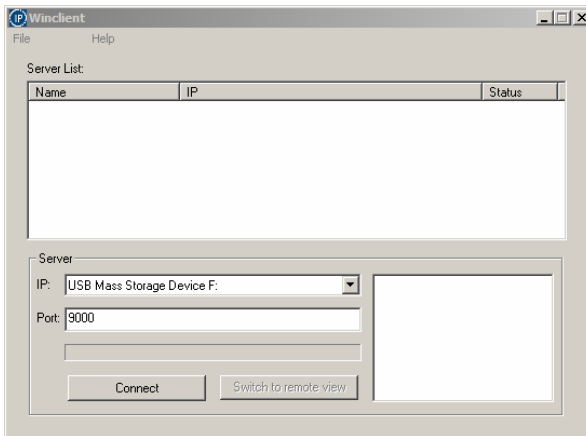 IP Winclient
File Help
Server List:
Name IP Status
Server
IP: USB Mass Storage Device F:
Port: 9000
Connect Switch to remote view